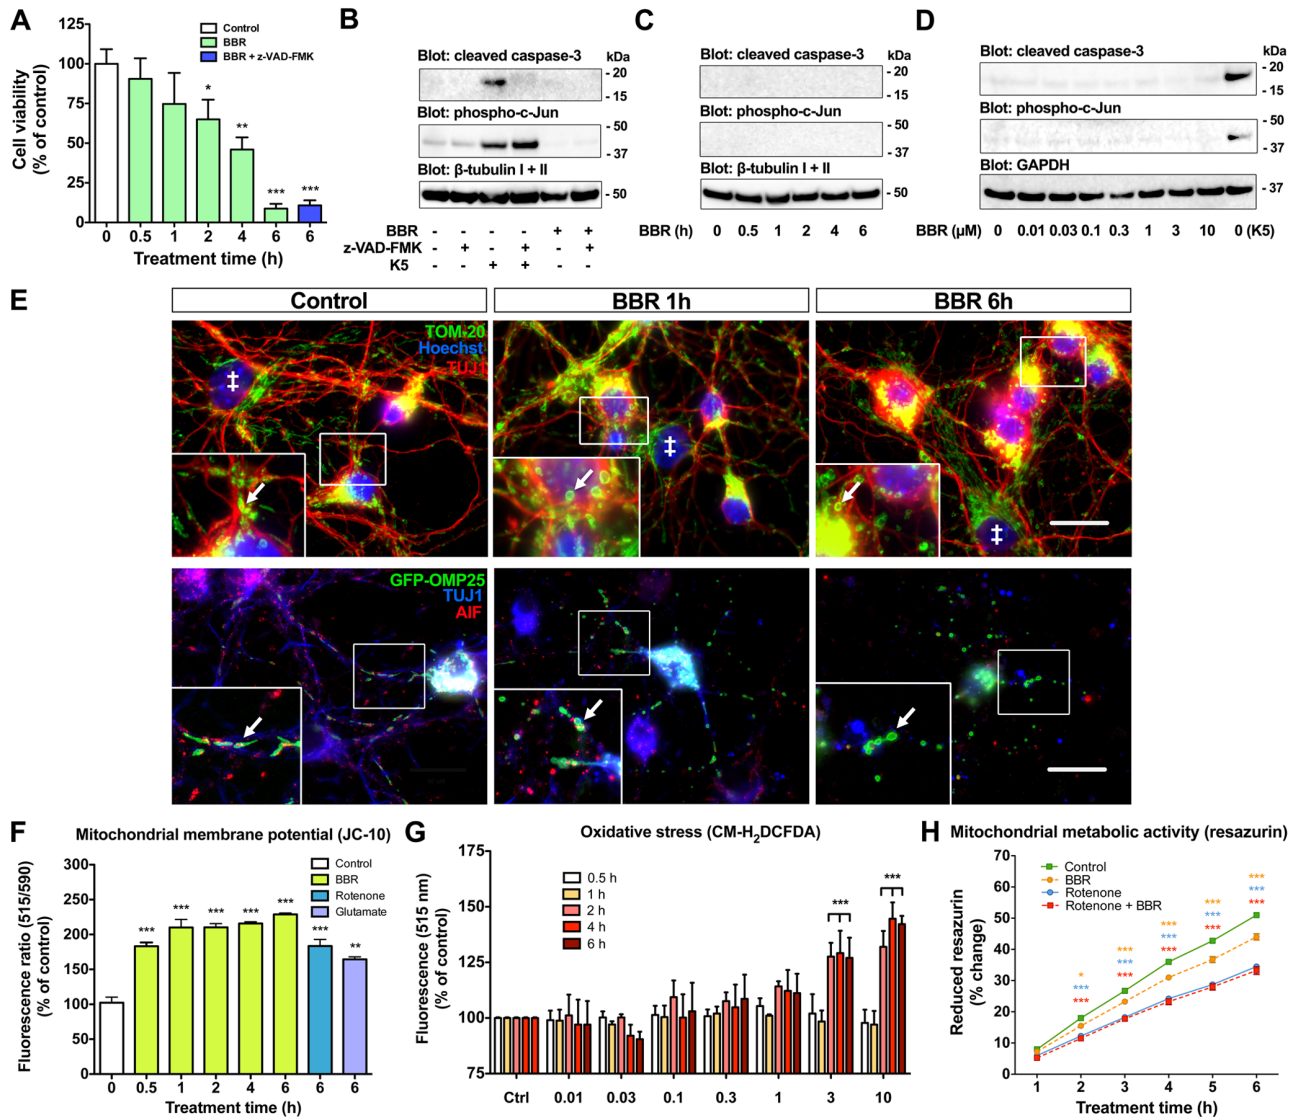 A
125
100
75
50
25
0
Cell viability
(% of control)
Control
BBR
BBR + z-VAD-FMK
*
**
***
***
0 0.5 1 2 4 6 6
Treatment time (h)
B
Blot: cleaved caspase-3 kDa
- 20
- 15
Blot: phospho-c-Jun
- 50
- 37
Blot: β-tubulin I + II
- 50
- - - - + + BBR
z-VAD-FMK - + - + - +
K5 - - + + - -
C
Blot: cleaved caspase-3 kDa
- 20
- 15
Blot: phospho-c-Jun
- 50
- 37
Blot: β-tubulin I + II
- 50
BBR (h) 0 0.5 1 2 4 6
D
Blot: cleaved caspase-3 kDa
- 20
- 15
Blot: phospho-c-Jun
- 50
- 37
Blot: GAPDH
- 37
BBR (µM) 0 0.01 0.03 0.1 0.3 1 3 10 0 (K5)
E
Control
BBR 1h
BBR 6h
TOM-20
Hoechst
TUJ1
‡
‡
‡
GFP-OMP25
TUJ1
AIF
F
Mitochondrial membrane potential (JC-10)
300
250
200
150
100
50
0
Fluorescence ratio (515/590)
(% of control)
Control
BBR
Rotenone
Glutamate
***
***
***
***
***
***
**
0 0.5 1 2 4 6 6 6
Treatment time (h)
G
Oxidative stress (CM-H₂DCFDA)
175
150
125
100
75
Fluorescence (515 nm)
(% of control)
0.5 h
1 h
2 h
4 h
6 h
***
***
Ctrl 0.01 0.03 0.1 0.3 1 3 10
H
Mitochondrial metabolic activity (resazurin)
70
60
50
40
30
20
10
0
Reduced resazurin
(% change)
Control
BBR
Rotenone
Rotenone + BBR
*
***
***
***
***
***
***
***
***
***
***
***
***
***
***
1 2 3 4 5 6
Treatment time (h)